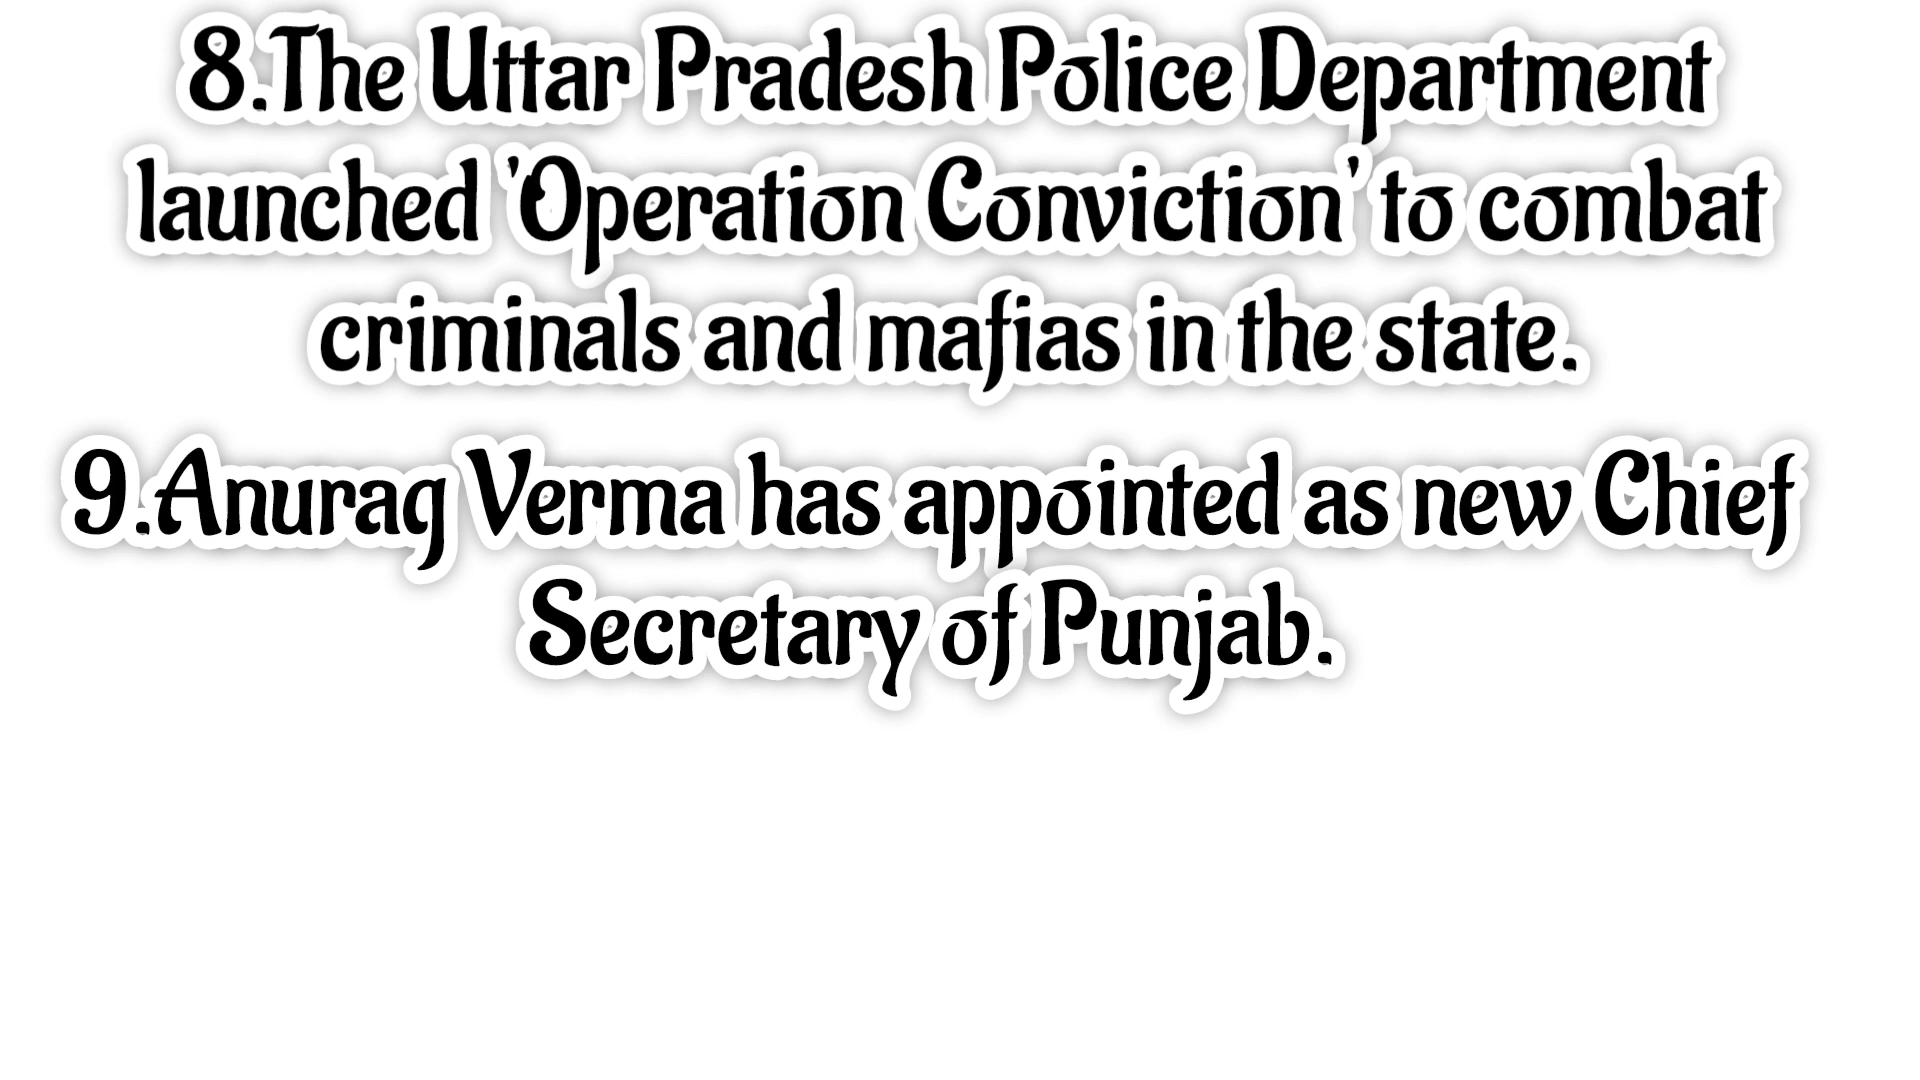 8.The Uttar Pradesh Police Department
launched 'Operation Conviction' to combat
criminals and mafias in the state.
9.Anurag Verma has appointed as new Chief
Secretary of Punjab.